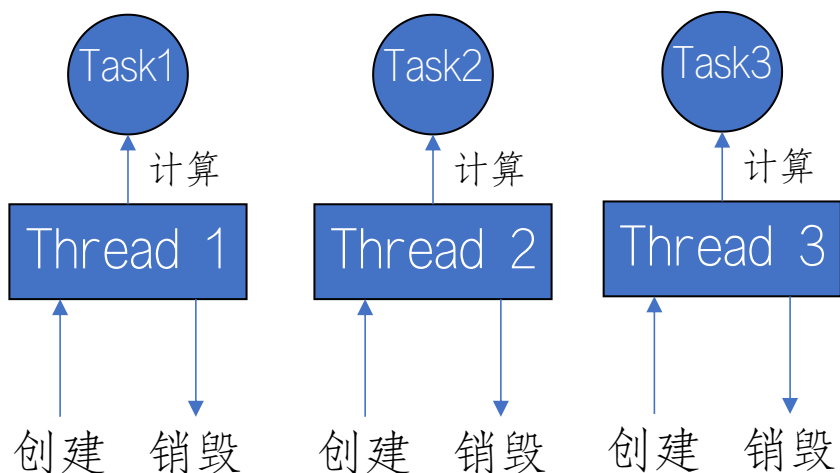 Task1 Task2 Task3
计算 计算 计算
Thread 1 Thread 2 Thread 3
创建 销毁 创建 销毁 创建 销毁